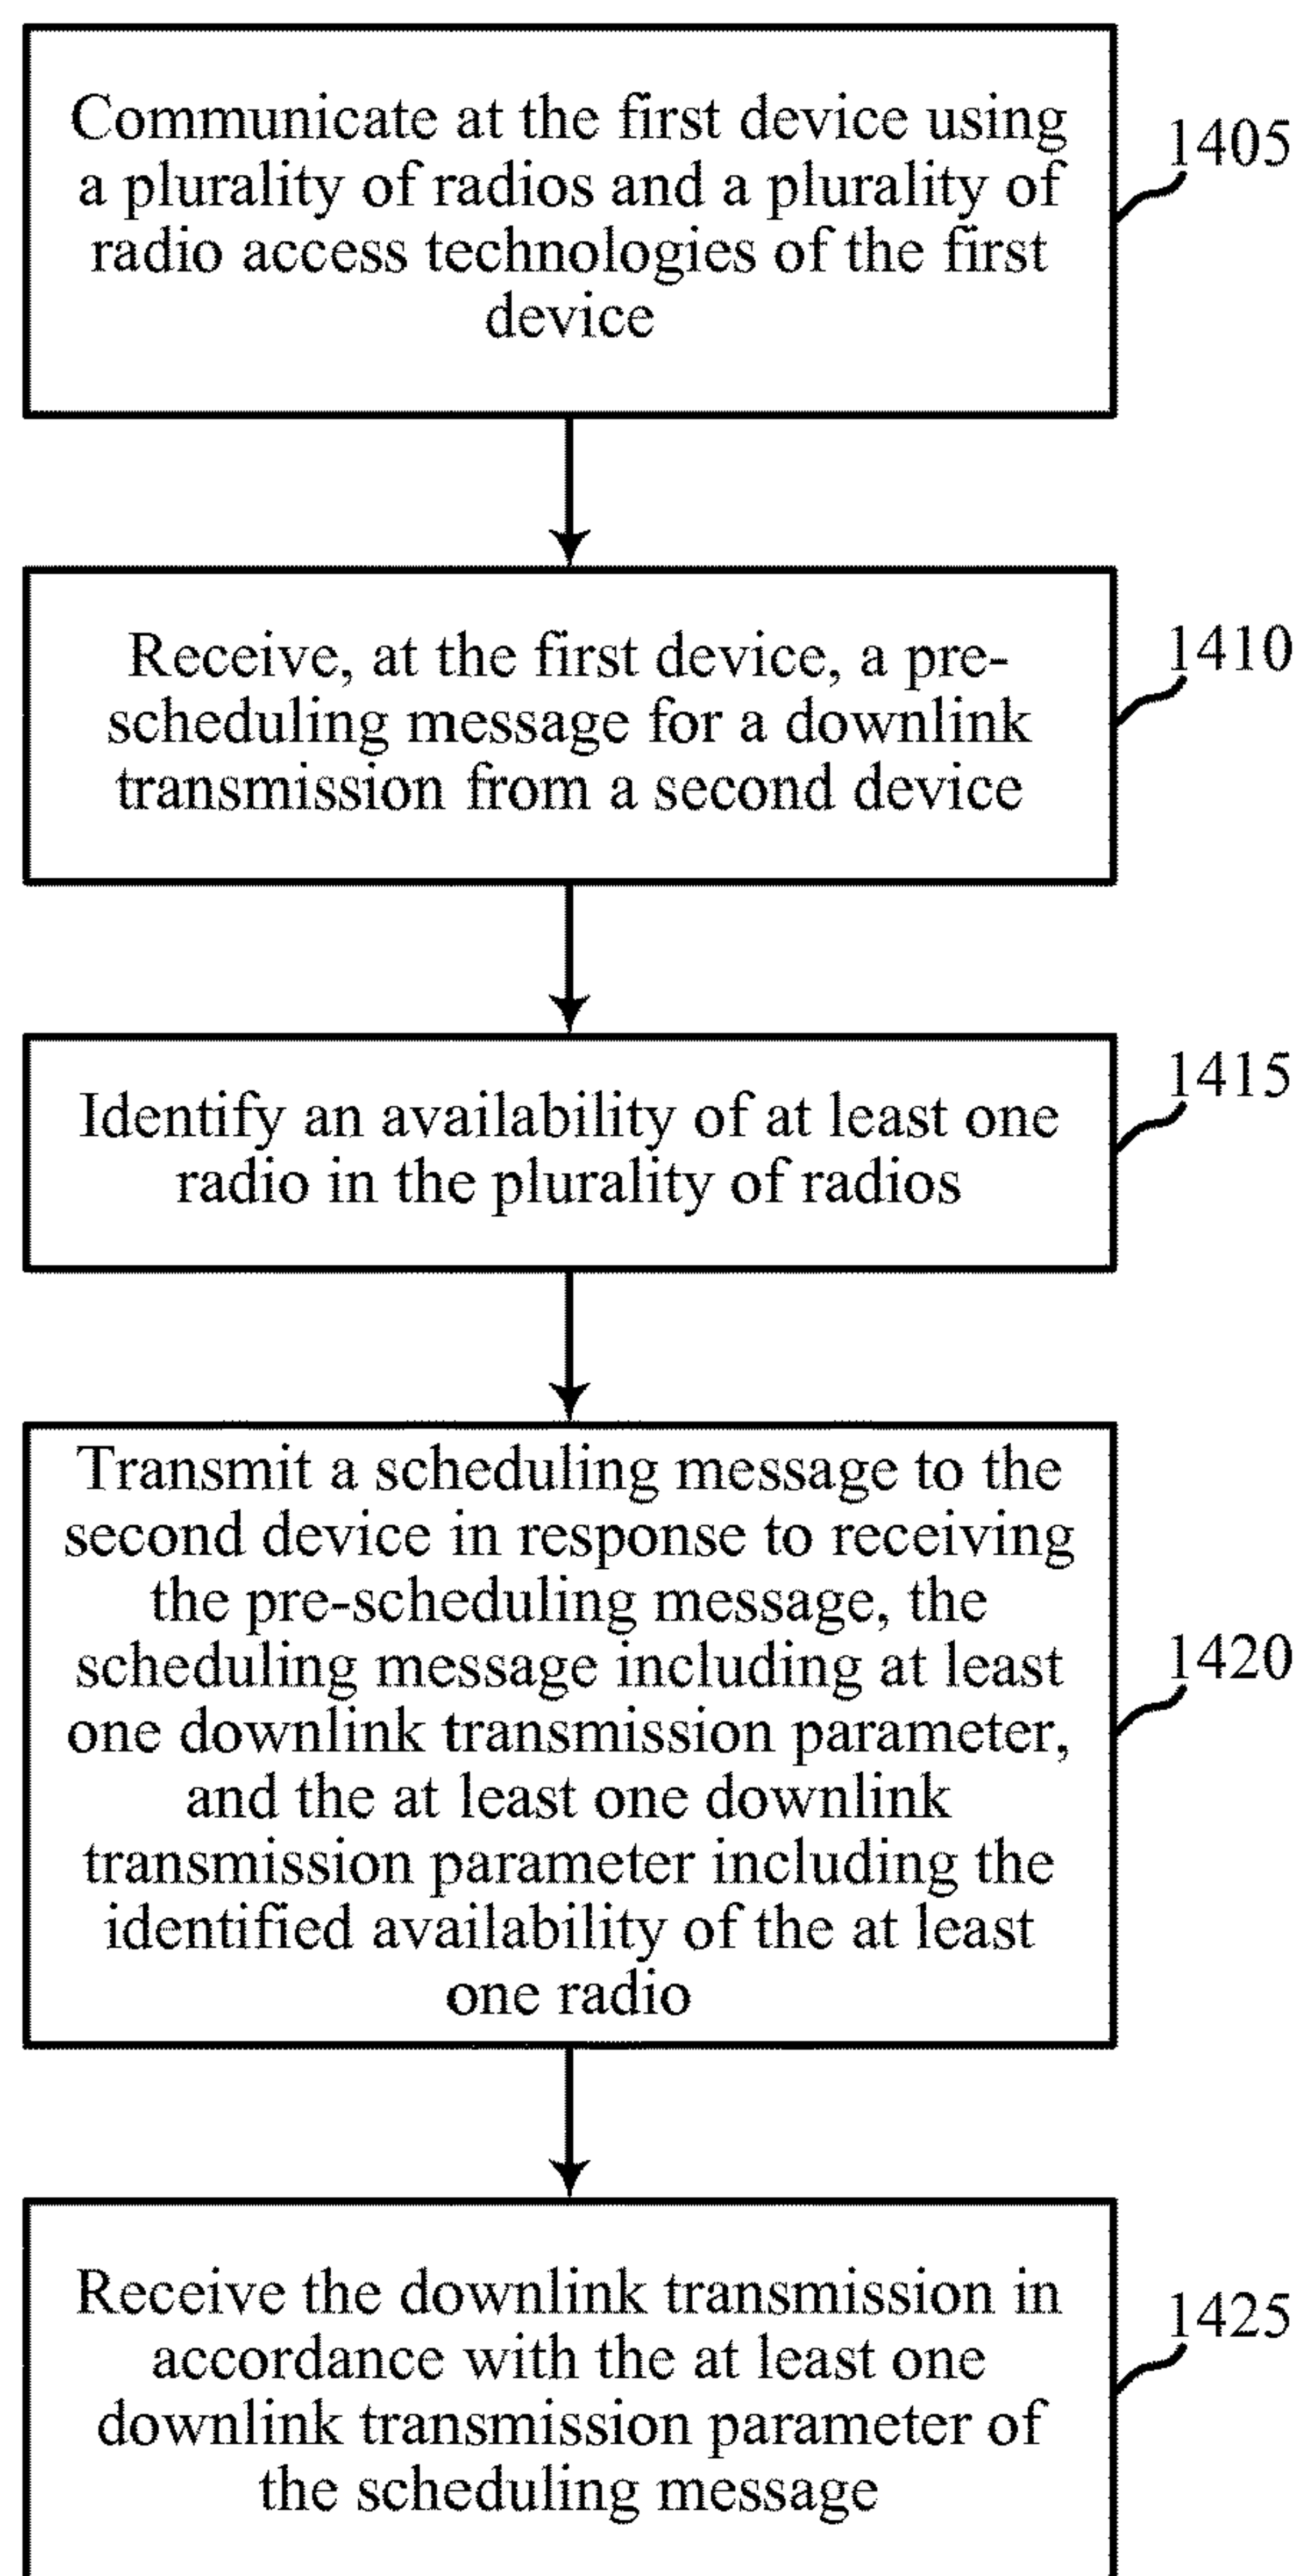 Communicate at the first device using
a plurality of radios and a plurality of
radio access technologies of the first
device
1405
Receive, at the first device, a pre-
scheduling message for a downlink
transmission from a second device
1410
Identify an availability of at least one
radio in the plurality of radios
1415
Transmit a scheduling message to the
second device in response to receiving
the pre-scheduling message, the
scheduling message including at least
one downlink transmission parameter,
and the at least one downlink
transmission parameter including the
identified availability of the at least
one radio
1420
Receive the downlink transmission in
accordance with the at least one
downlink transmission parameter of
the scheduling message
1425